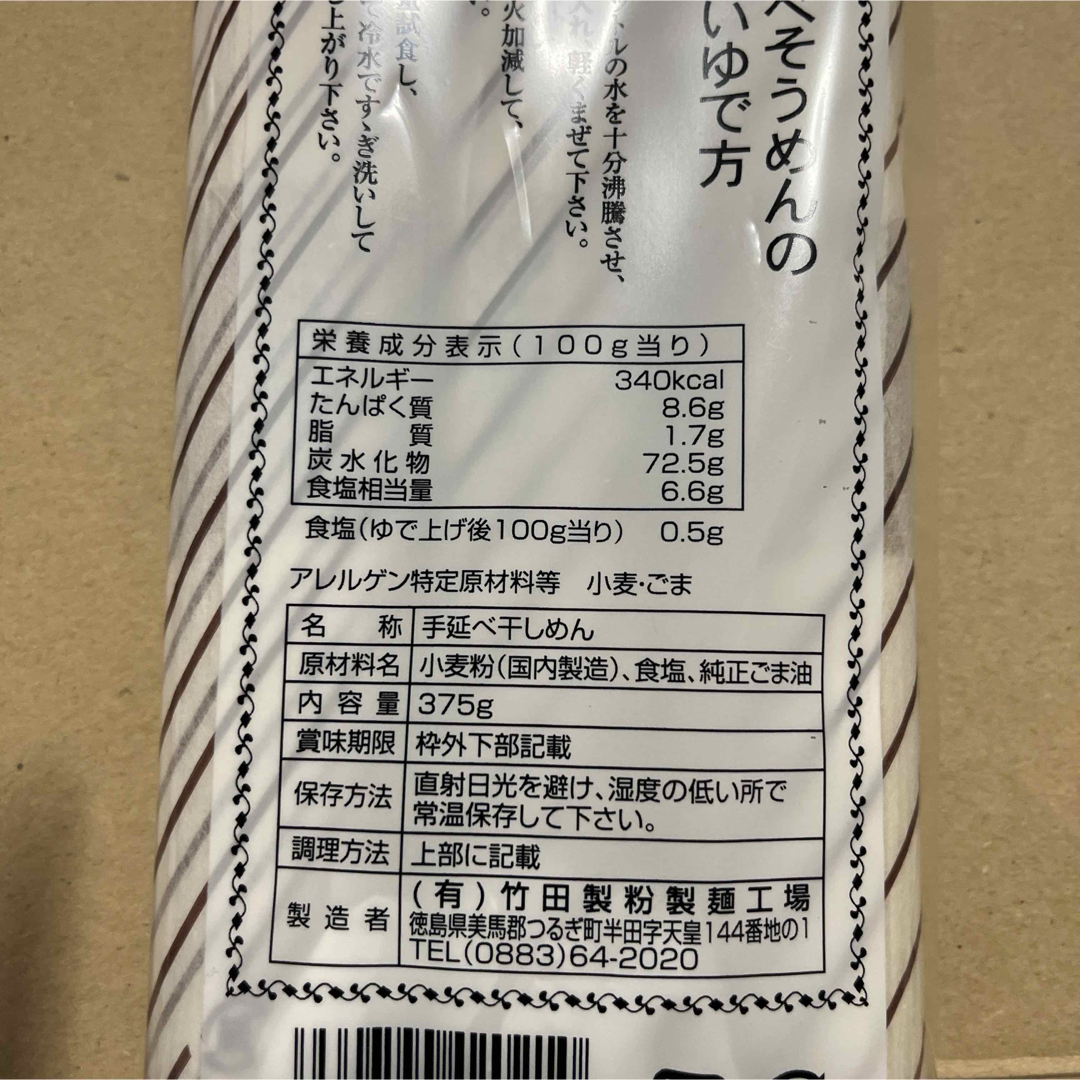 べそうめんの
いゆで方
ルの水を十分沸騰させ、
入れ 軽くまぜて下さい。
火加減して、
い。
試食し、
て冷水ですゝぎ洗いして
し上がり下さい。
栄養成分表示(100g当り)
エネルギー 340kcal
たんぱく質 8.6g
脂質 1.7g
炭水化物 72.5g
食塩相当量 6.6g
食塩(ゆで上げ後100g当り) 0.5g
アレルゲン特定原材料等 小麦・ごま
名称 手延べ干しめん
原材料名 小麦粉(国内製造)、食塩、純正ごま油
内容量 375g
賞味期限 枠外下部記載
保存方法 直射日光を避け、湿度の低い所で
常温保存して下さい。
調理方法 上部に記載
製造者 (有)竹田製粉製麺工場
徳島県美馬郡つるぎ町半田字天皇144番地の1
TEL(0883)64-2020